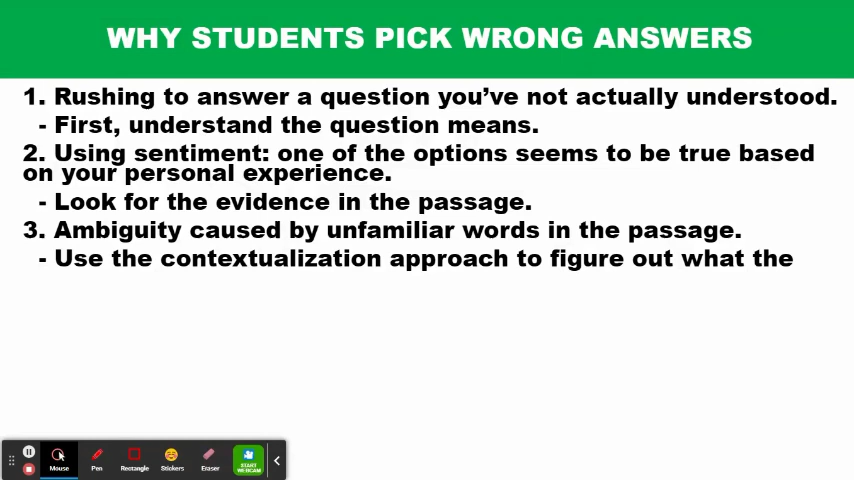 WHY STUDENTS PICK WRONG ANSWERS
1. Rushing to answer a question you’ve not actually understood.
- First, understand the question means.
2. Using sentiment: one of the options seems to be true based
on your personal experience.
- Look for the evidence in the passage.
3. Ambiguity caused by unfamiliar words in the passage.
- Use the contextualization approach to figure out what the
Mouse Pen Rectangle Stickers Eraser START WEBCAM